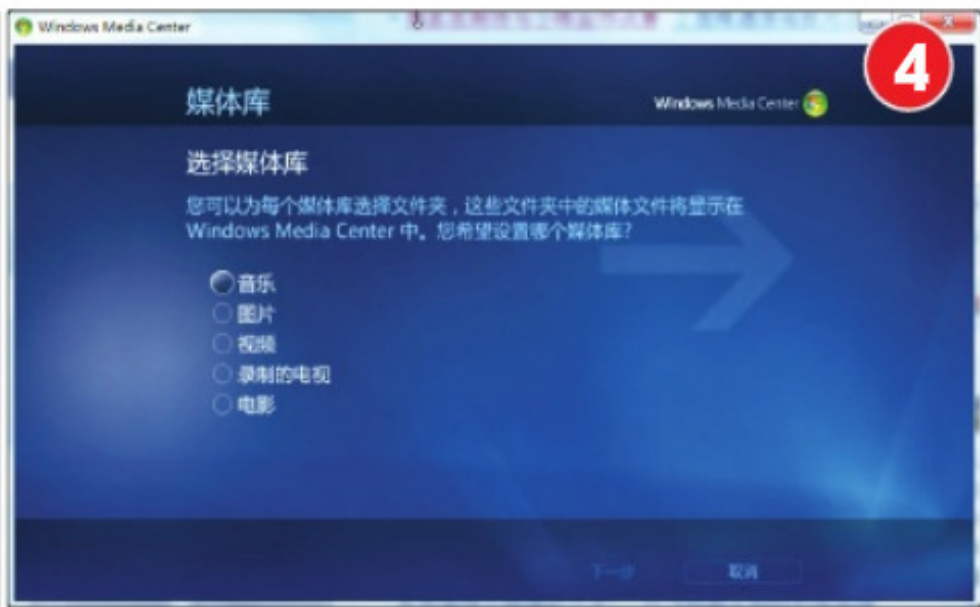 Windows Media Center
4
媒体库
Windows Media Center
选择媒体库
您可以为每个媒体库选择文件夹，这些文件夹中的媒体文件将显示在
Windows Media Center 中。您希望设置哪个媒体库?
音乐
图片
视频
录制的电视
电影
下一步
取消